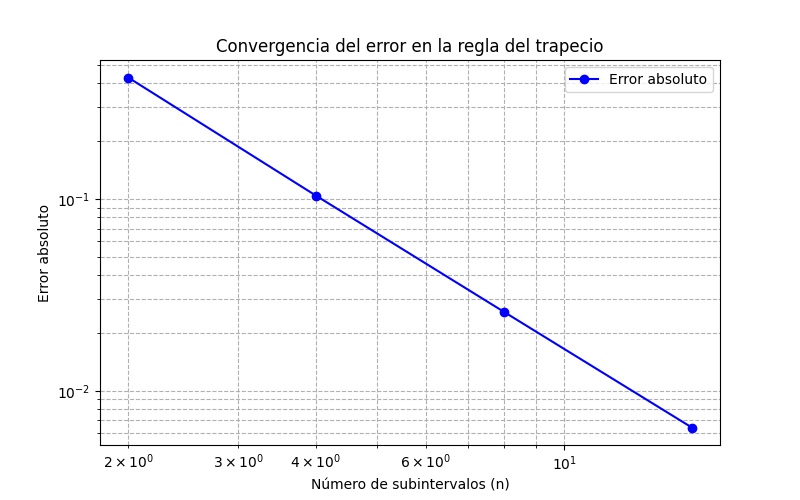 Convergencia del error en la regla del trapecio
Error absoluto
Error absoluto
10⁻¹
10⁻²
2 × 10⁰
3 × 10⁰
4 × 10⁰
6 × 10⁰
10¹
Número de subintervalos (n)